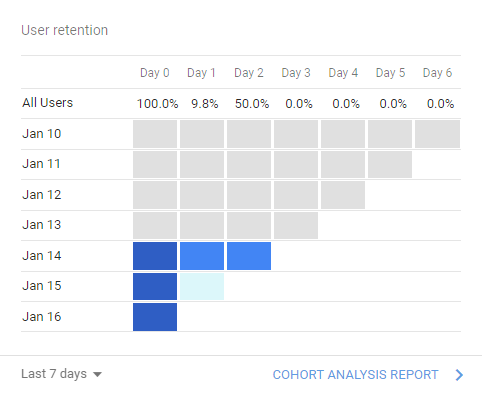 User retention
Day 0 Day 1 Day 2 Day 3 Day 4 Day 5 Day 6
All Users 100.0% 9.8% 50.0% 0.0% 0.0% 0.0% 0.0%
Jan 10
Jan 11
Jan 12
Jan 13
Jan 14
Jan 15
Jan 16
Last 7 days COHORT ANALYSIS REPORT